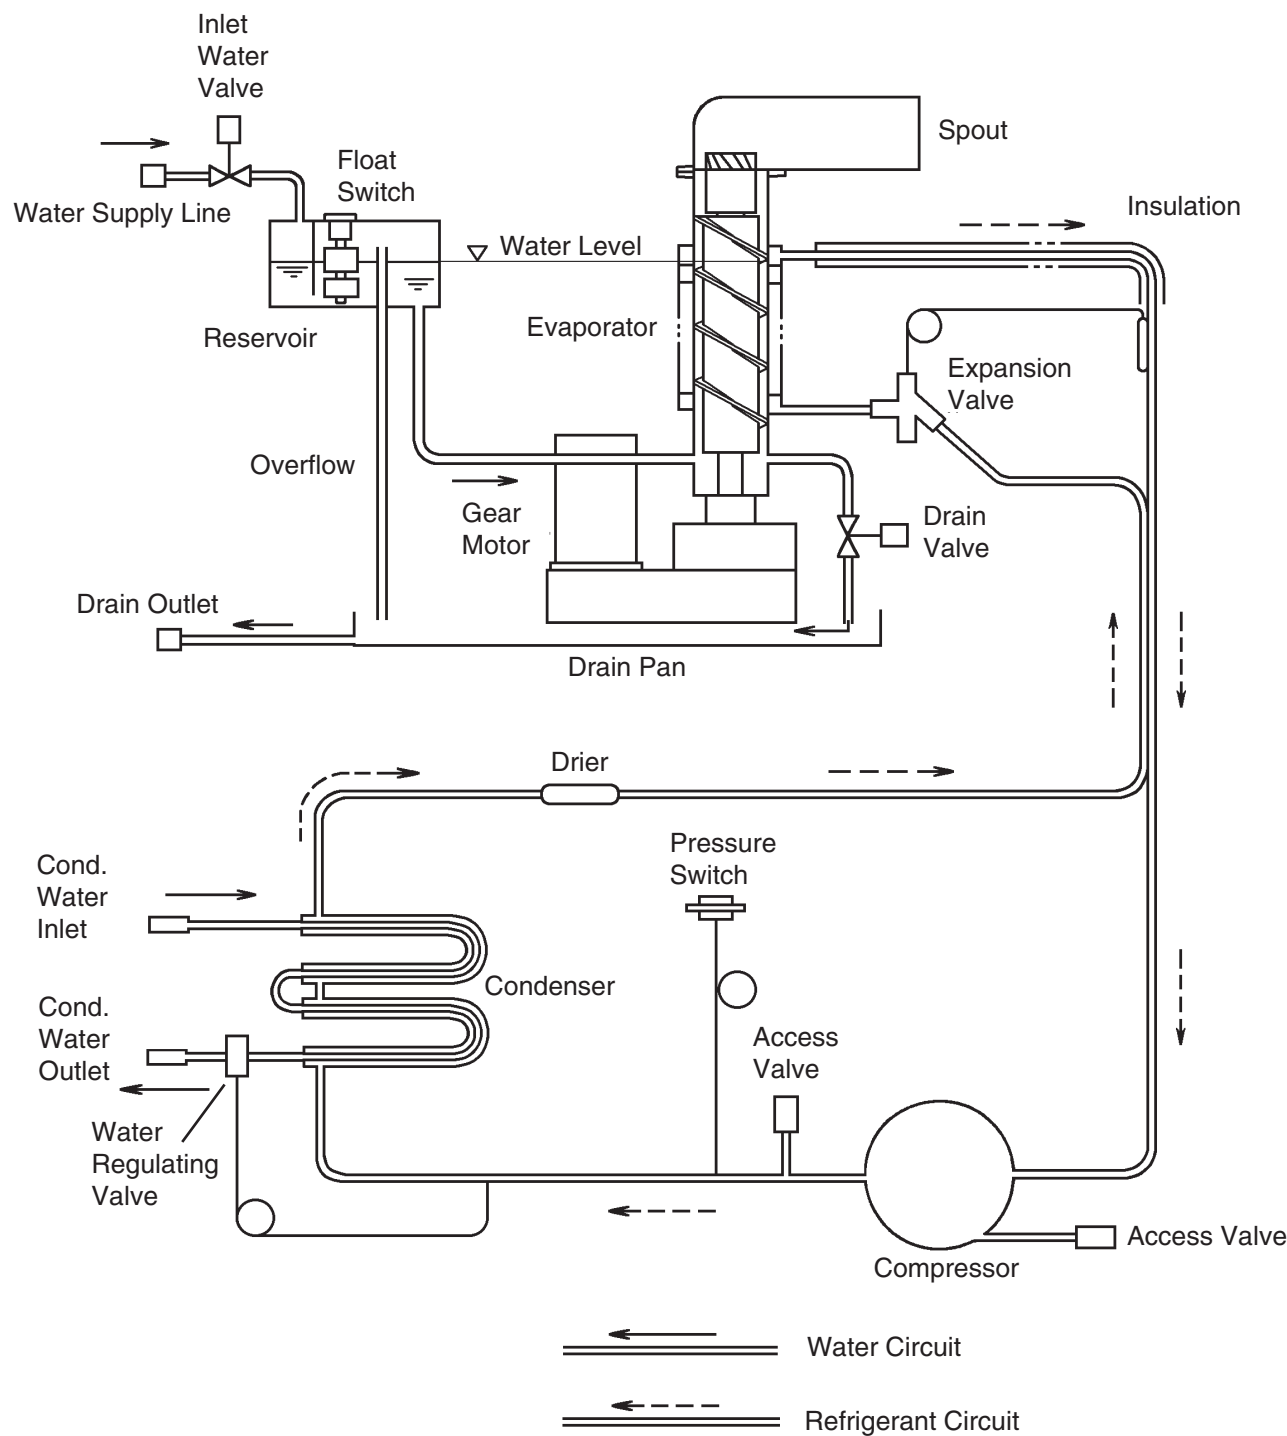 Inlet
Water
Valve
Spout
Float
Switch
Water Supply Line
Insulation
Water Level
Reservoir
Evaporator
Expansion
Valve
Overflow
Gear
Motor
Drain
Valve
Drain Outlet
Drain Pan
Drier
Pressure
Switch
Cond.
Water
Inlet
Condenser
Cond.
Water
Outlet
Access
Valve
Water
Regulating
Valve
Access Valve
Compressor
Water Circuit
Refrigerant Circuit